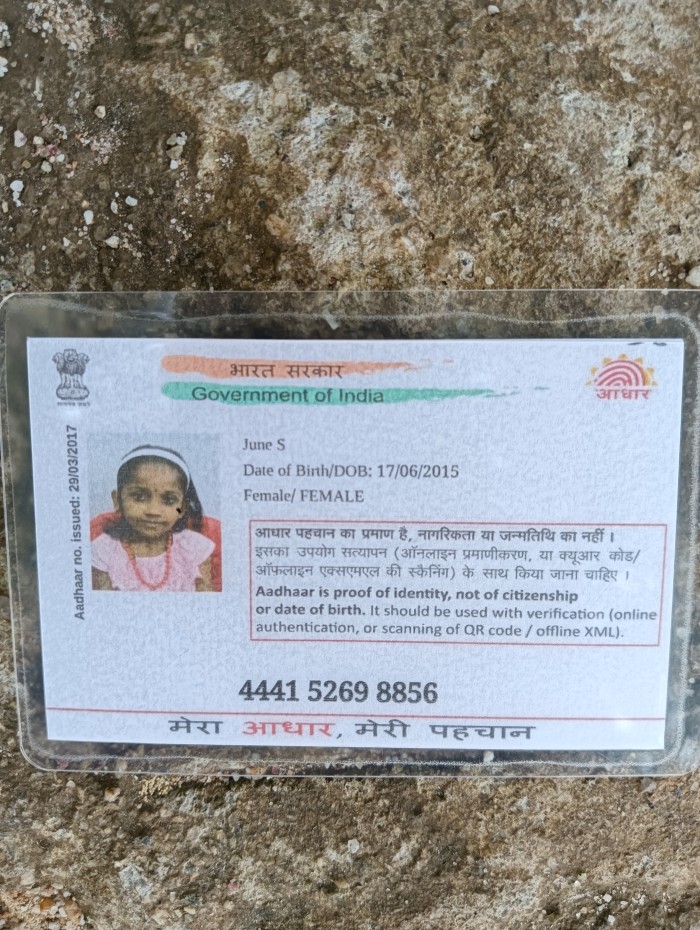 भारत सरकार
Government of India
आधार
Aadhaar no. issued: 29/03/2017
June S
Date of Birth/DOB: 17/06/2015
Female/ FEMALE
आधार पहचान का प्रमाण है, नागरिकता या जन्मतिथि का नहीं ।
इसका उपयोग सत्यापन (ऑनलाइन प्रमाणीकरण, या क्यूआर कोड/
ऑफलाइन एक्सएमएल की स्कैनिंग) के साथ किया जाना चाहिए ।
Aadhaar is proof of identity, not of citizenship
or date of birth. It should be used with verification (online
authentication, or scanning of QR code / offline XML).
4441 5269 8856
मेरा आधार, मेरी पहचान